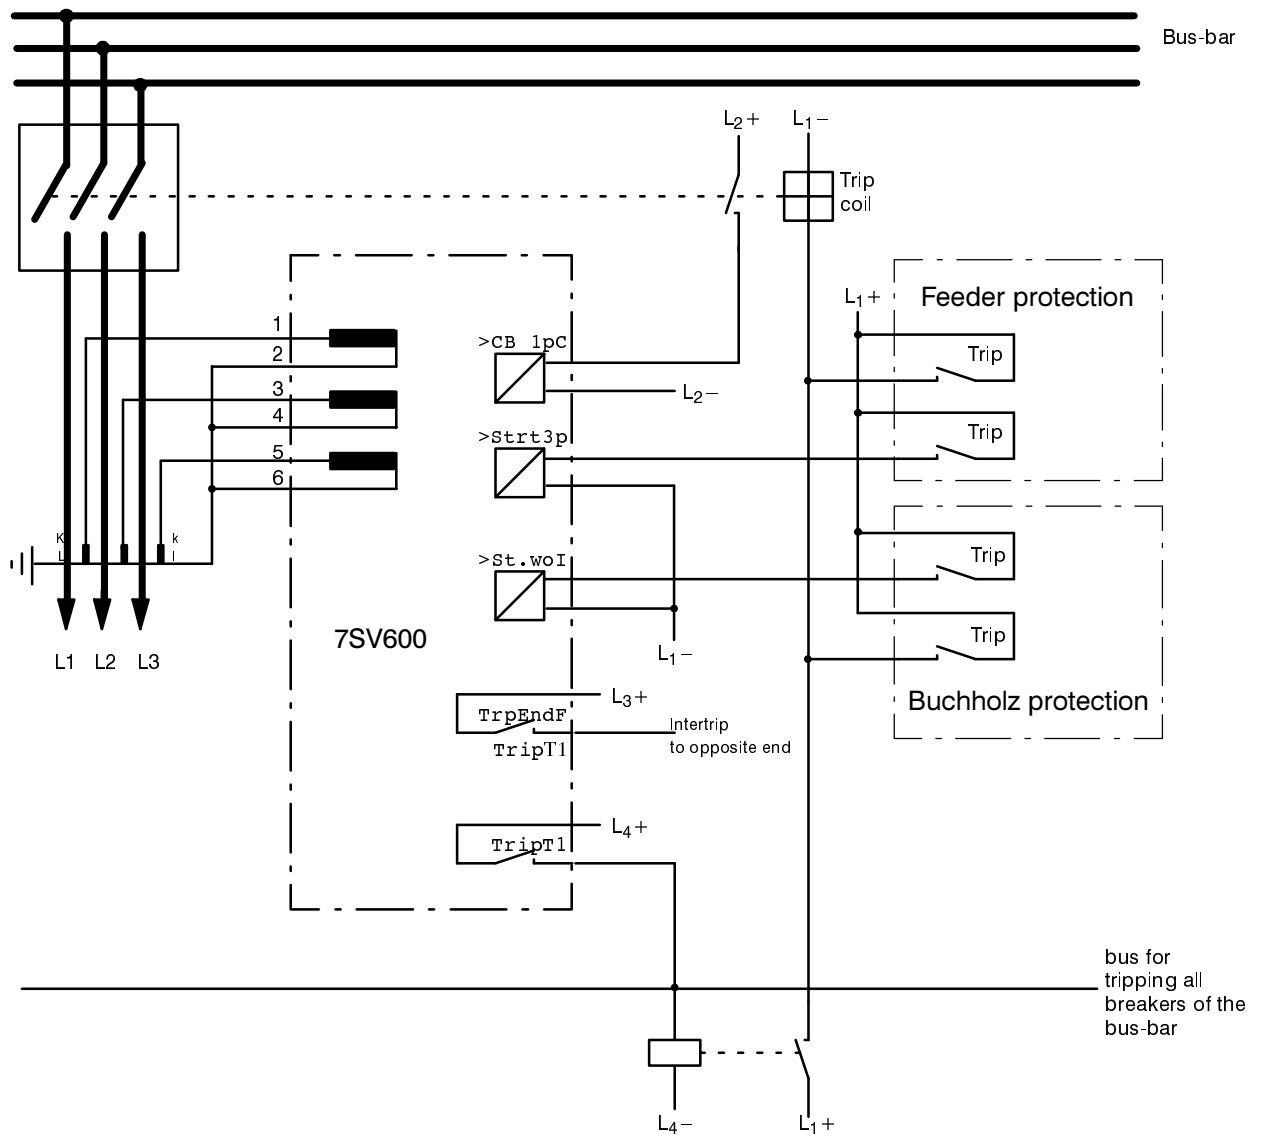 Bus-bar
L2+
L1−
Trip
coil
Feeder protection
L1+
1
>CB 1pC
2
Trip
3
L2−
4
>Strt3p
Trip
5
6
K
k
L
l
>St.woI
Trip
7SV600
Trip
L1
L2
L3
L1−
L3+
Buchholz protection
TrpEndF
Intertrip
TripT1
to opposite end
L4+
TripT1
bus for
tripping all
breakers of the
bus-bar
L4−
L1+